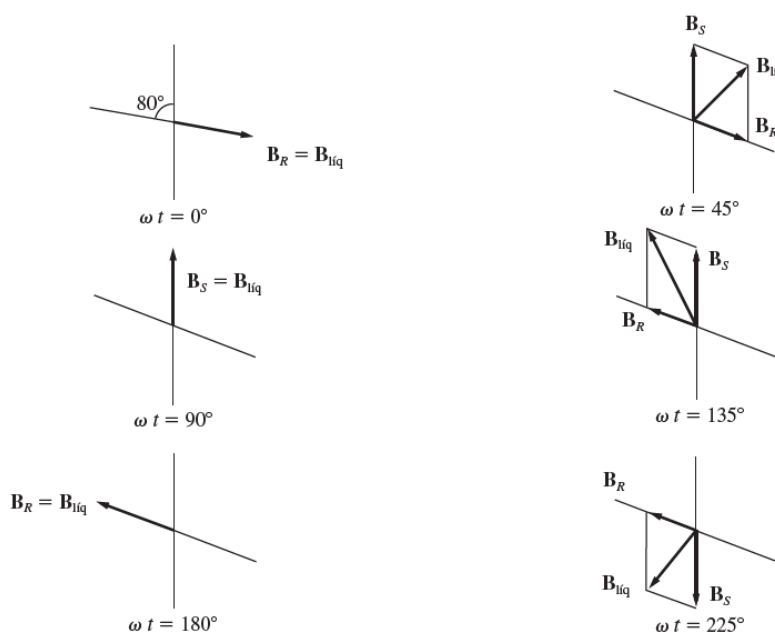 80°
B_R = B_líq
ω t = 0°
B_S
B_R
ω t = 45°
B_S = B_líq
ω t = 90°
B_líq
B_S
B_R
ω t = 135°
B_R = B_líq
ω t = 180°
B_R
B_líq
B_S
ω t = 225°